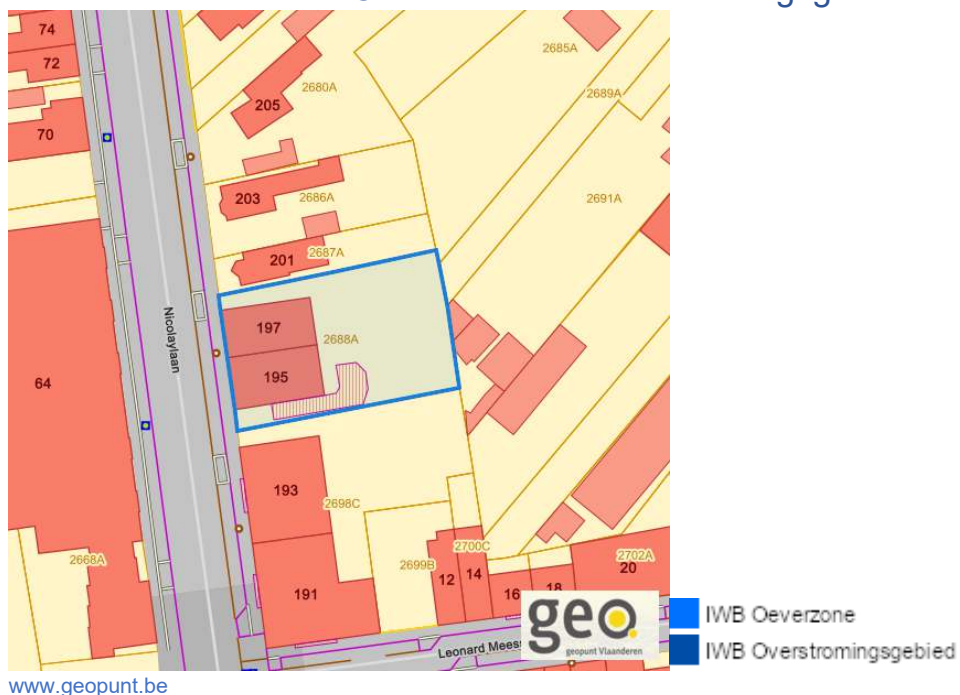 74
72
2685A
2680A
2689A
205
70
203
2686A
2691A
201
2687A
Nicolaylaan
197
2688A
195
64
193
2698C
2668A
2699B
2700C
2702A
12
14
20
191
16
18
geo
geopunt Vlaanderen
Leonard Meess
IWB Oeverzone
IWB Overstromingsgebied
www.geopunt.be